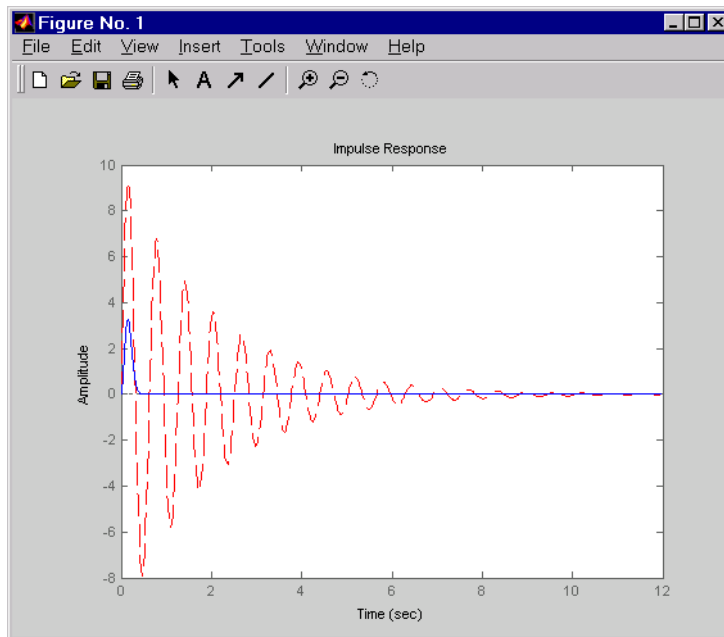 Figure No. 1
File Edit View Insert Tools Window Help
A
Impulse Response
10
8
6
4
2
0
-2
-4
-6
-8
Amplitude
0 2 4 6 8 10 12
Time (sec)